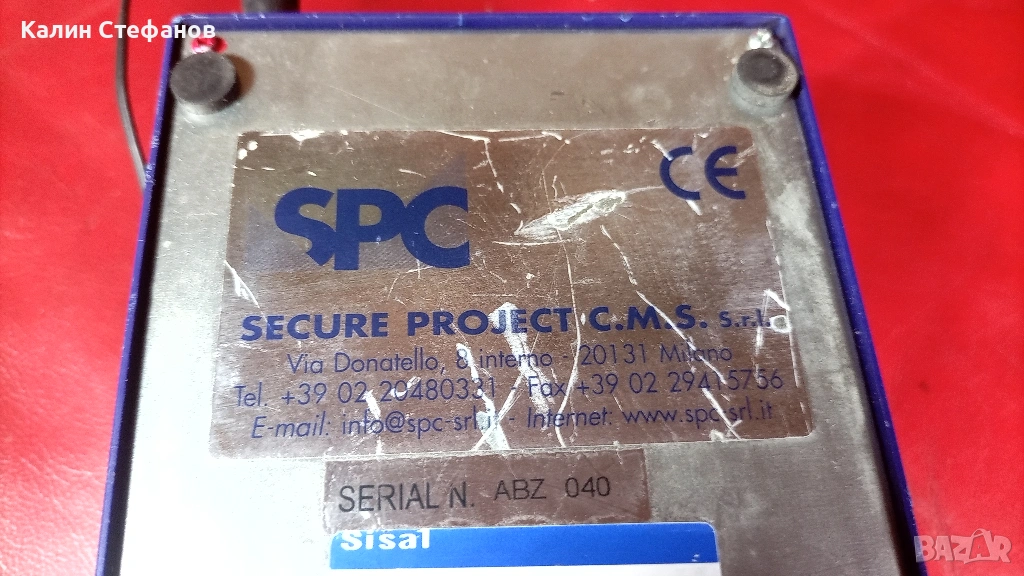 Калин Стефанов
SPC
CE
SECURE PROJECT C.M.S. s.r.l.
Via Donatello, 8 interno - 20131 Milano
Tel. +39 02 20480331 - Fax +39 02 29415756
E-mail: info@spc-srl.it - Internet: www.spc-srl.it
SERIAL N. ABZ 040
Sisal
BAZAR